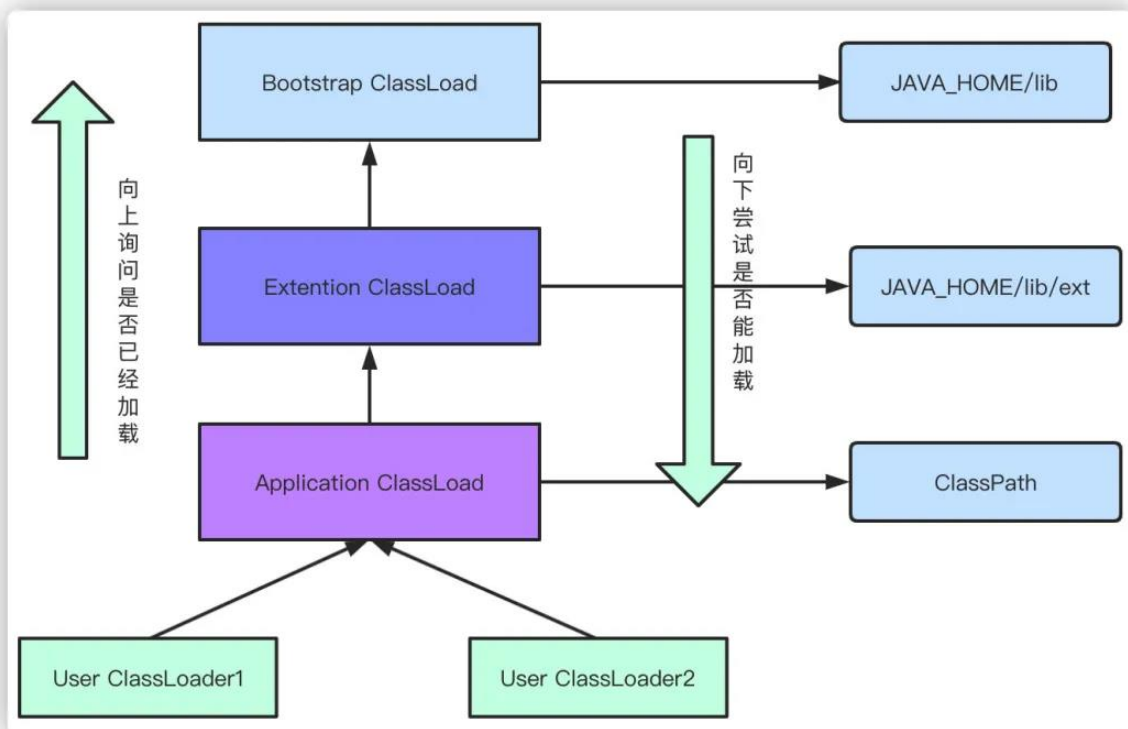 Bootstrap ClassLoad
JAVA_HOME/lib
向上询问是否已经加载
向下尝试是否能加载
Extention ClassLoad
JAVA_HOME/lib/ext
Application ClassLoad
ClassPath
User ClassLoader1
User ClassLoader2